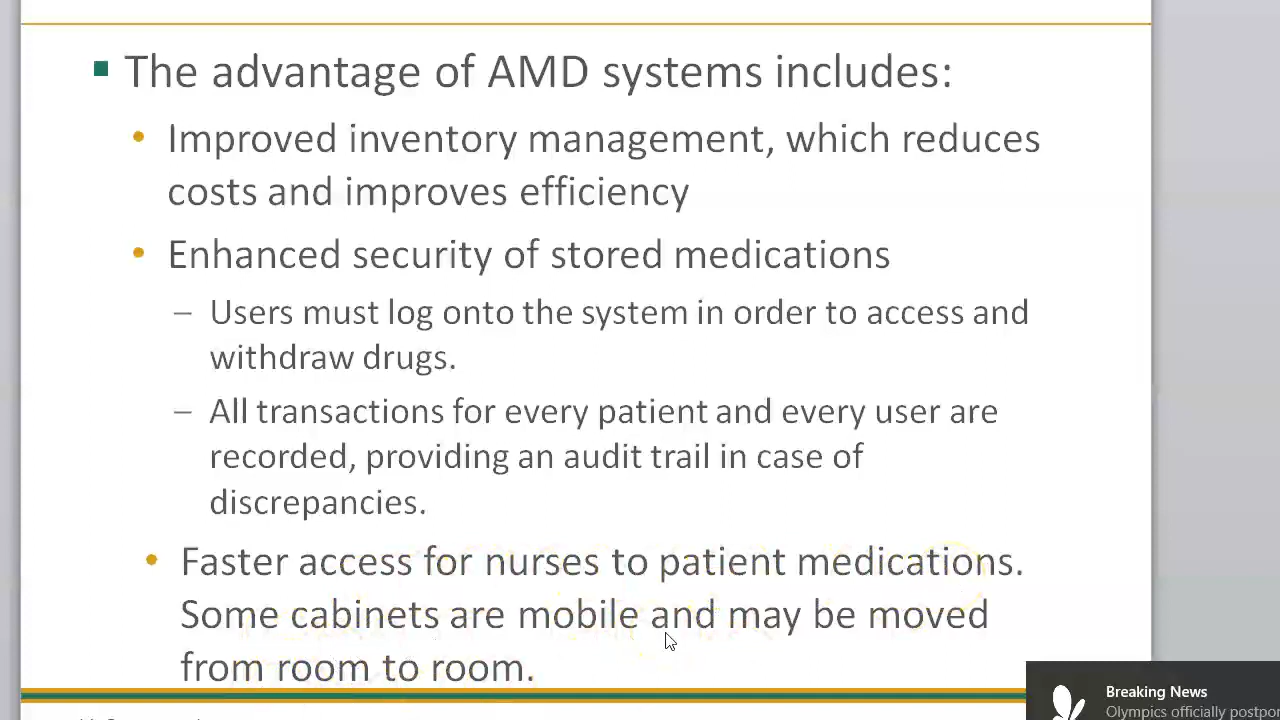 The advantage of AMD systems includes:
Improved inventory management, which reduces
costs and improves efficiency
Enhanced security of stored medications
– Users must log onto the system in order to access and
withdraw drugs.
– All transactions for every patient and every user are
recorded, providing an audit trail in case of
discrepancies.
Faster access for nurses to patient medications.
Some cabinets are mobile and may be moved
from room to room.
Breaking News
Olympics officially